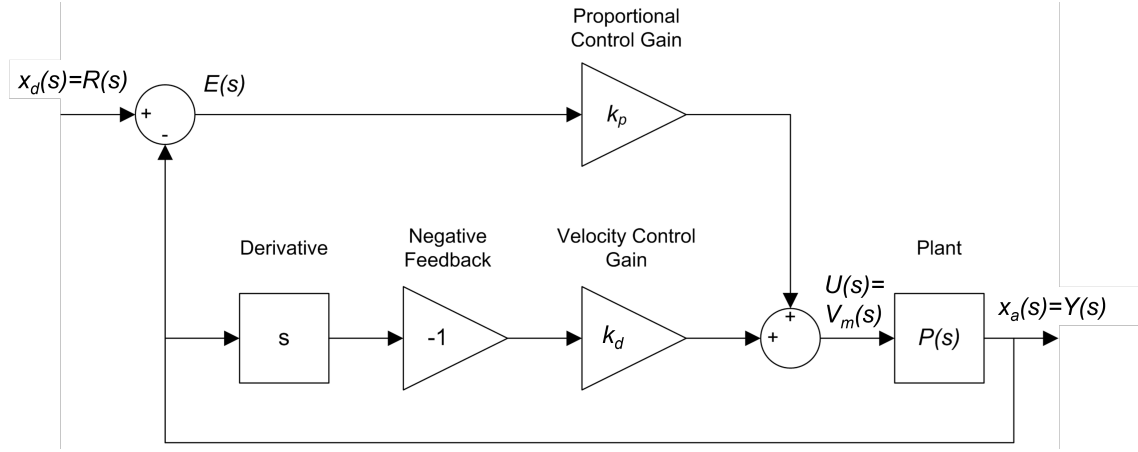 Proportional
Control Gain
x_d(s)=R(s)
E(s)
+
-
k_p
Derivative
Negative
Feedback
Velocity Control
Gain
Plant
U(s)=
V_m(s)
x_a(s)=Y(s)
+
+
s
-1
k_d
P(s)